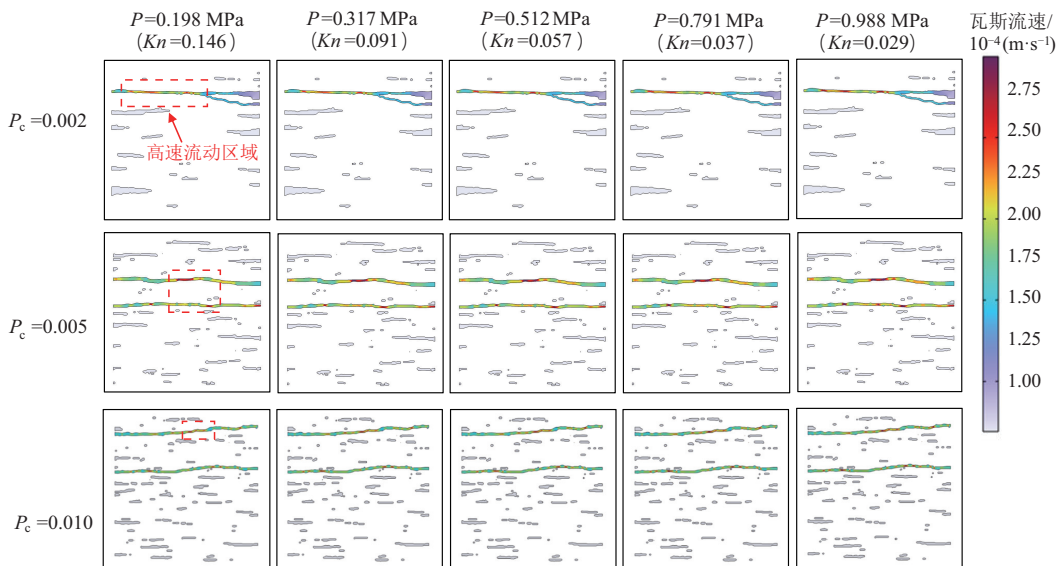 P=0.198 MPa
(Kn=0.146)
P=0.317 MPa
(Kn=0.091)
P=0.512 MPa
(Kn=0.057)
P=0.791 MPa
(Kn=0.037)
P=0.988 MPa
(Kn=0.029)
瓦斯流速/
10⁻⁴(m·s⁻¹)
P_c=0.002
高速流动区域
P_c=0.005
P_c=0.010
2.75
2.50
2.25
2.00
1.75
1.50
1.25
1.00